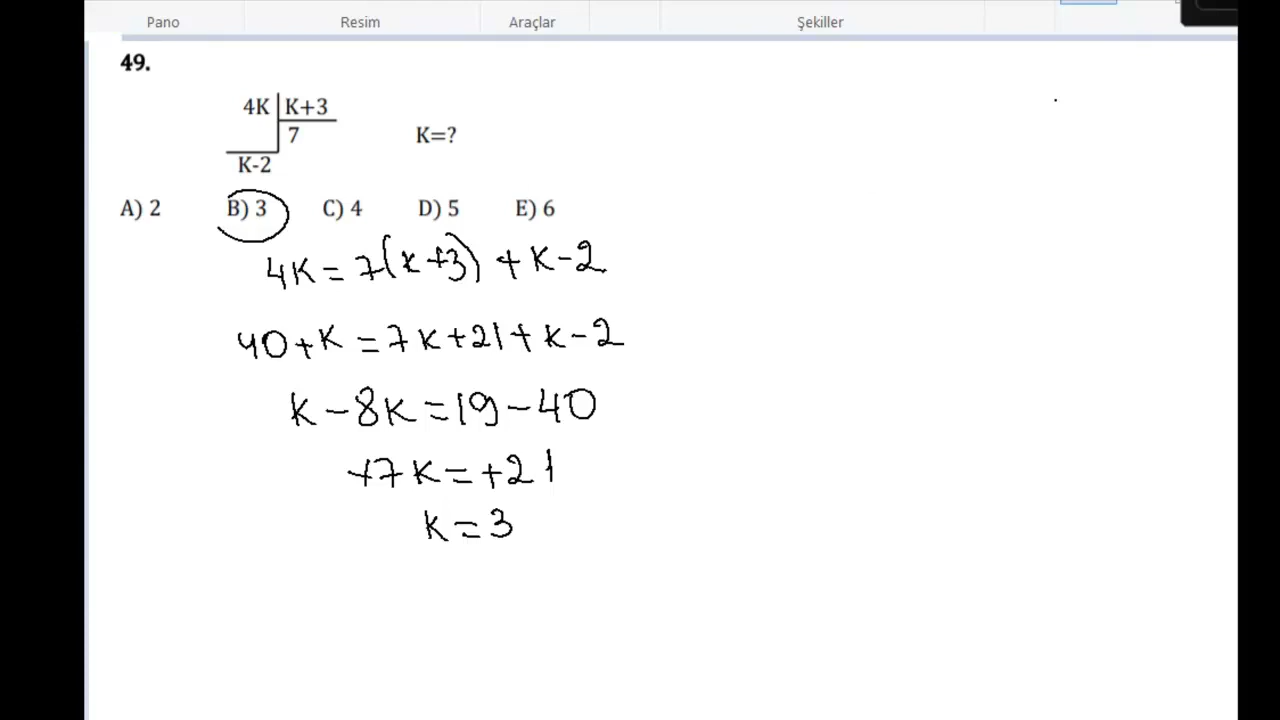 Pano Resim Araçlar Şekiller
49.
4K K+3
7 K=?
K-2
A) 2 B) 3 C) 4 D) 5 E) 6
4K = 7(k+3) + k-2
40+k = 7k+21+k-2
k-8k=19-40
+7k=+21
k=3